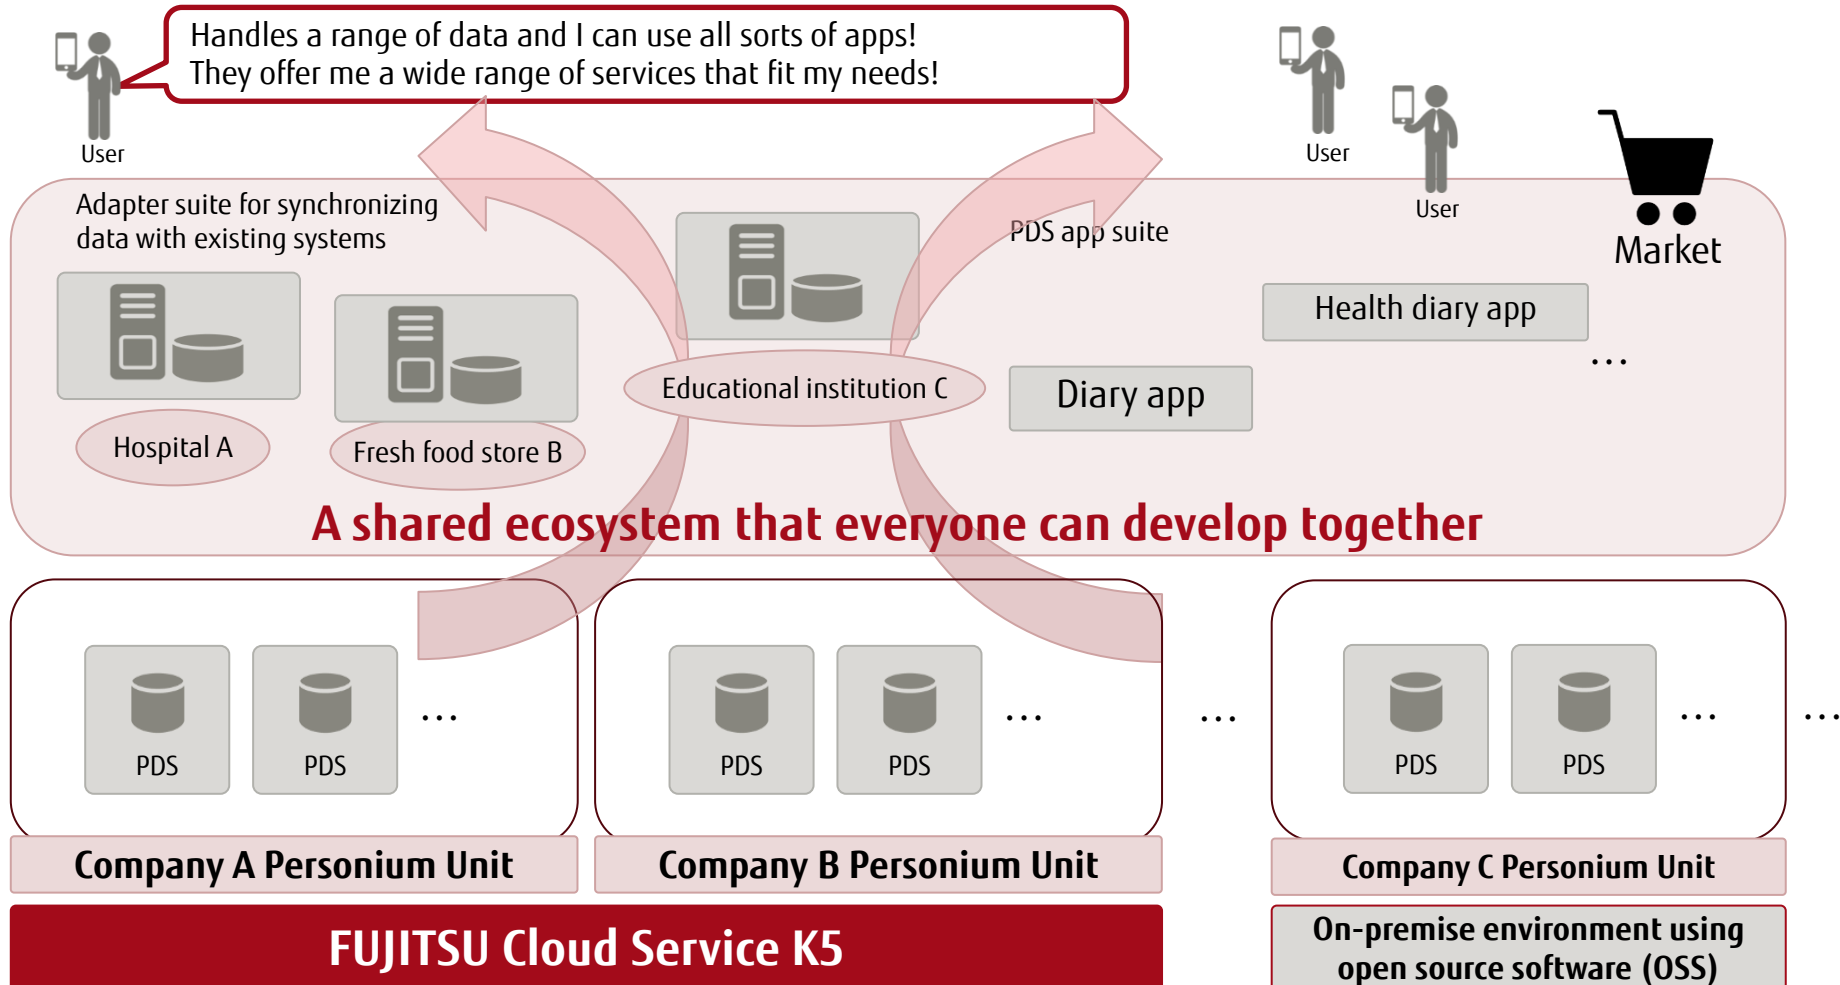 Handles a range of data and I can use all sorts of apps!
They offer me a wide range of services that fit my needs!
User
User
User
Market
Adapter suite for synchronizing
data with existing systems
PDS app suite
Health diary app
...
Diary app
Educational institution C
Hospital A
Fresh food store B
A shared ecosystem that everyone can develop together
PDS
PDS
...
PDS
PDS
...
...
PDS
PDS
...
...
Company A Personium Unit
Company B Personium Unit
Company C Personium Unit
FUJITSU Cloud Service K5
On-premise environment using
open source software (OSS)